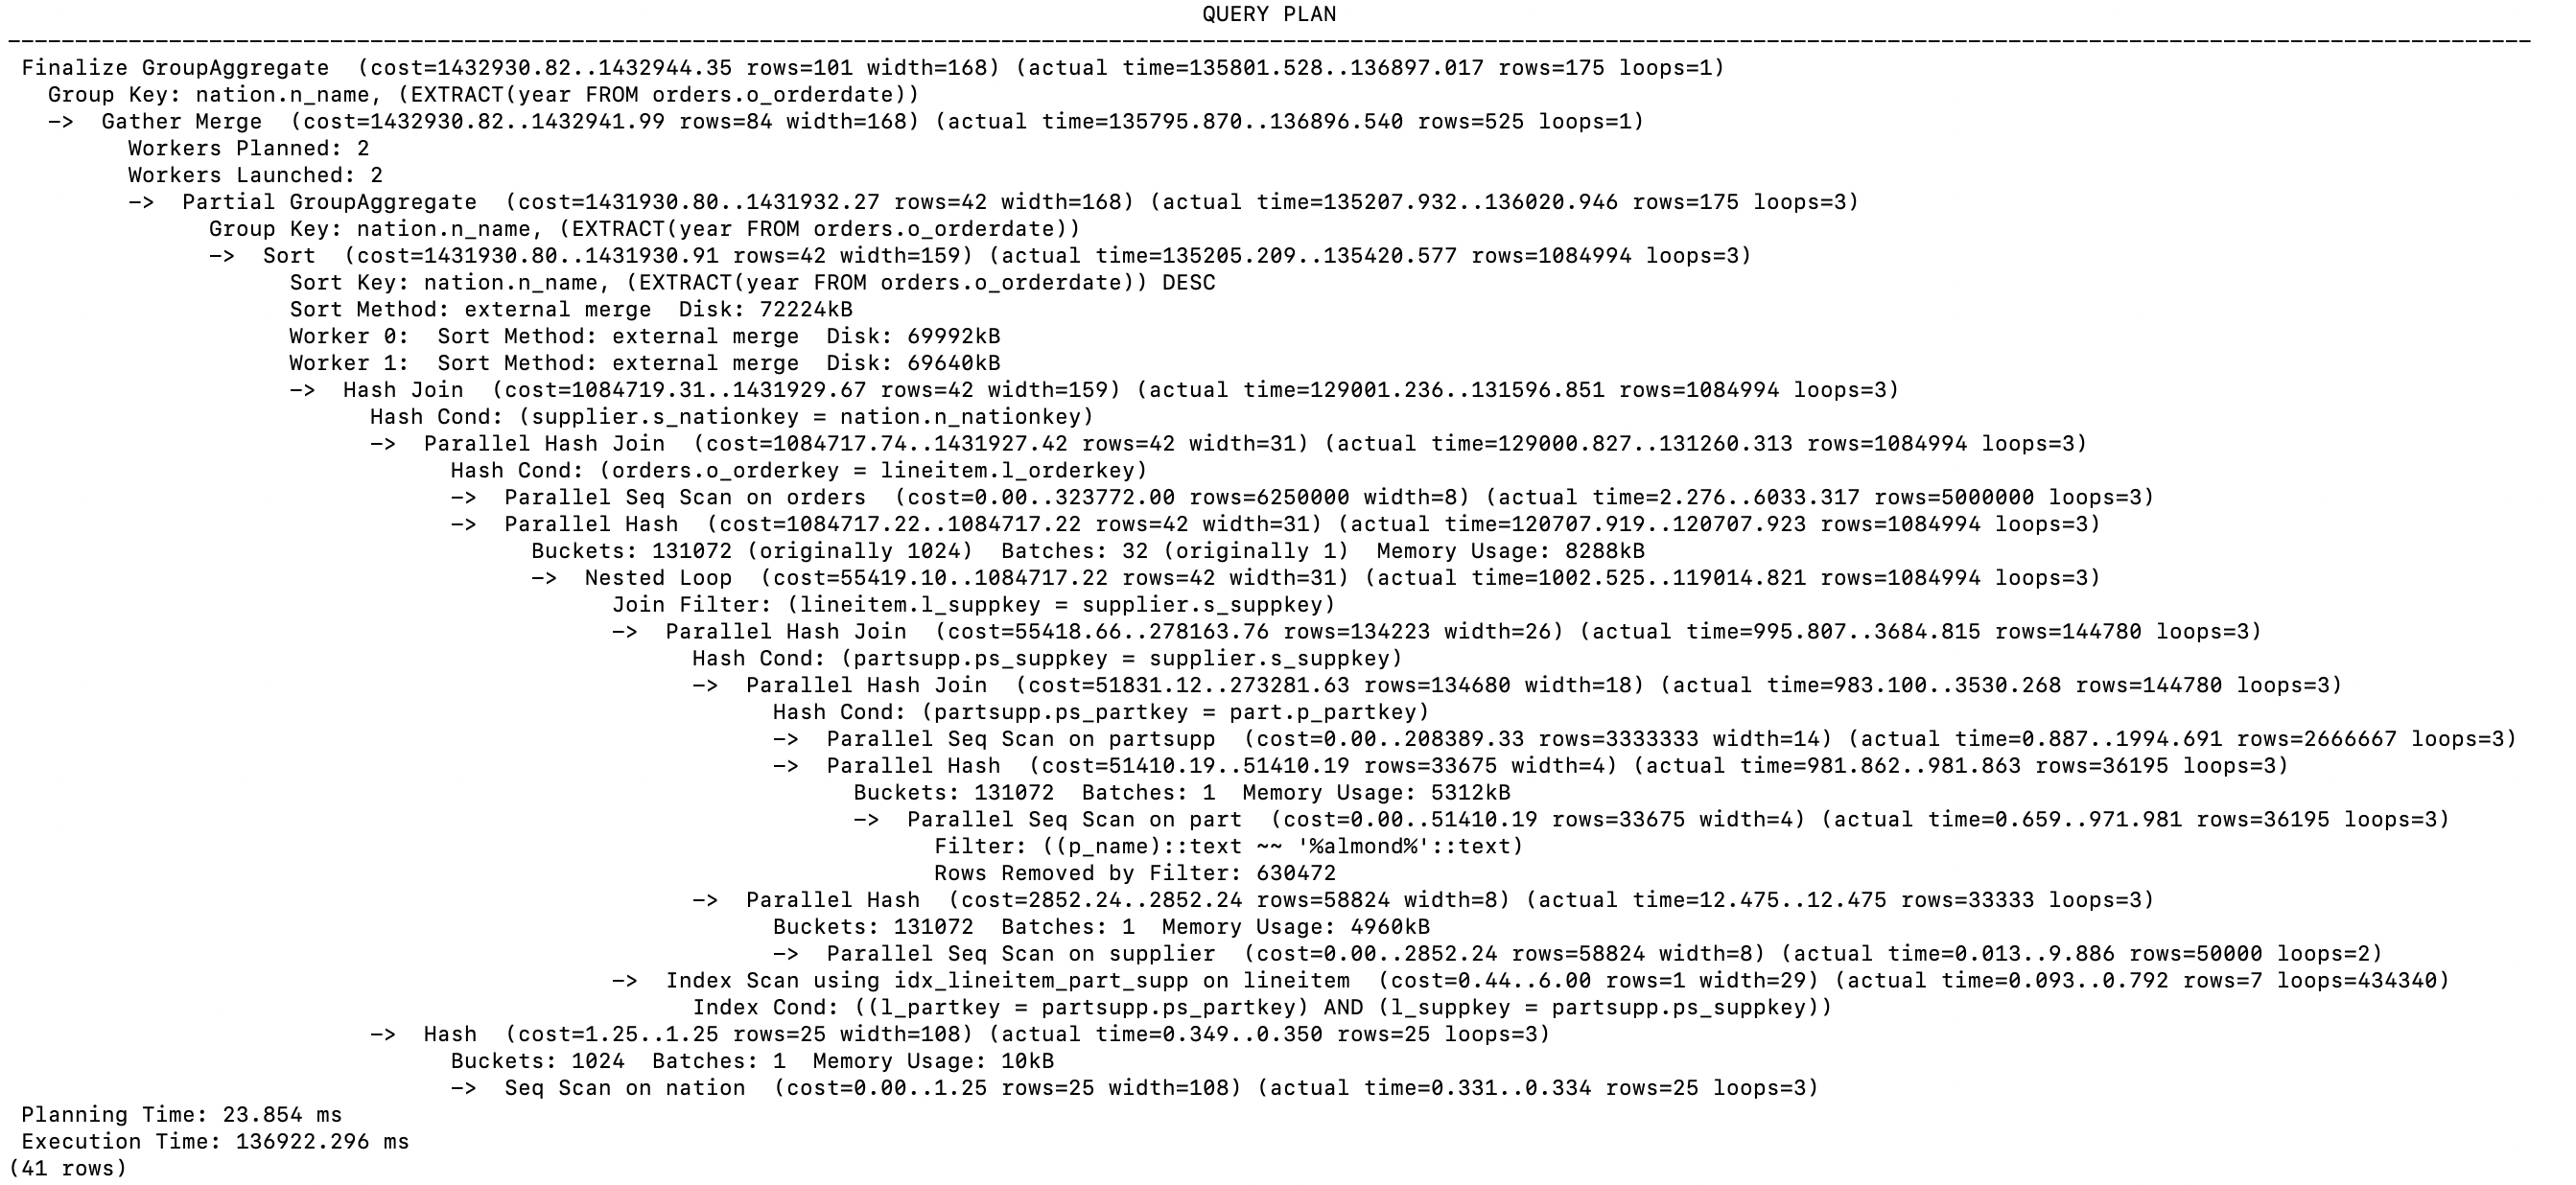 QUERY PLAN
--------------------------------------------------------------------------------------------------------------------------------------------------------------------------------------------
Finalize GroupAggregate  (cost=1432930.82..1432944.35 rows=101 width=168) (actual time=135801.528..136897.017 rows=175 loops=1)
Group Key: nation.n_name, (EXTRACT(year FROM orders.o_orderdate))
->  Gather Merge  (cost=1432930.82..1432941.99 rows=84 width=168) (actual time=135795.870..136896.540 rows=525 loops=1)
Workers Planned: 2
Workers Launched: 2
->  Partial GroupAggregate  (cost=1431930.80..1431932.27 rows=42 width=168) (actual time=135207.932..136020.946 rows=175 loops=3)
Group Key: nation.n_name, (EXTRACT(year FROM orders.o_orderdate))
->  Sort  (cost=1431930.80..1431930.91 rows=42 width=159) (actual time=135205.209..135420.577 rows=1084994 loops=3)
Sort Key: nation.n_name, (EXTRACT(year FROM orders.o_orderdate)) DESC
Sort Method: external merge  Disk: 72224kB
Worker 0:  Sort Method: external merge  Disk: 69992kB
Worker 1:  Sort Method: external merge  Disk: 69640kB
->  Hash Join  (cost=1084719.31..1431929.67 rows=42 width=159) (actual time=129001.236..131596.851 rows=1084994 loops=3)
Hash Cond: (supplier.s_nationkey = nation.n_nationkey)
->  Parallel Hash Join  (cost=1084717.74..1431927.42 rows=42 width=31) (actual time=129000.827..131260.313 rows=1084994 loops=3)
Hash Cond: (orders.o_orderkey = lineitem.l_orderkey)
->  Parallel Seq Scan on orders  (cost=0.00..323772.00 rows=6250000 width=8) (actual time=2.276..6033.317 rows=5000000 loops=3)
->  Parallel Hash  (cost=1084717.22..1084717.22 rows=42 width=31) (actual time=120707.919..120707.923 rows=1084994 loops=3)
Buckets: 131072 (originally 1024)  Batches: 32 (originally 1)  Memory Usage: 8288kB
->  Nested Loop  (cost=55419.10..1084717.22 rows=42 width=31) (actual time=1002.525..119014.821 rows=1084994 loops=3)
Join Filter: (lineitem.l_suppkey = supplier.s_suppkey)
->  Parallel Hash Join  (cost=55418.66..278163.76 rows=134223 width=26) (actual time=995.807..3684.815 rows=144780 loops=3)
Hash Cond: (partsupp.ps_suppkey = supplier.s_suppkey)
->  Parallel Hash Join  (cost=51831.12..273281.63 rows=134680 width=18) (actual time=983.100..3530.268 rows=144780 loops=3)
Hash Cond: (partsupp.ps_partkey = part.p_partkey)
->  Parallel Seq Scan on partsupp  (cost=0.00..208389.33 rows=3333333 width=14) (actual time=0.887..1994.691 rows=2666667 loops=3)
->  Parallel Hash  (cost=51410.19..51410.19 rows=33675 width=4) (actual time=981.862..981.863 rows=36195 loops=3)
Buckets: 131072  Batches: 1  Memory Usage: 5312kB
->  Parallel Seq Scan on part  (cost=0.00..51410.19 rows=33675 width=4) (actual time=0.659..971.981 rows=36195 loops=3)
Filter: ((p_name)::text ~~ '%almond%'::text)
Rows Removed by Filter: 630472
->  Parallel Hash  (cost=2852.24..2852.24 rows=58824 width=8) (actual time=12.475..12.475 rows=33333 loops=3)
Buckets: 131072  Batches: 1  Memory Usage: 4960kB
->  Parallel Seq Scan on supplier  (cost=0.00..2852.24 rows=58824 width=8) (actual time=0.013..9.886 rows=50000 loops=2)
->  Index Scan using idx_lineitem_part_supp on lineitem  (cost=0.44..6.00 rows=1 width=29) (actual time=0.093..0.792 rows=7 loops=434340)
Index Cond: ((l_partkey = partsupp.ps_partkey) AND (l_suppkey = partsupp.ps_suppkey))
->  Hash  (cost=1.25..1.25 rows=25 width=108) (actual time=0.349..0.350 rows=25 loops=3)
Buckets: 1024  Batches: 1  Memory Usage: 10kB
->  Seq Scan on nation  (cost=0.00..1.25 rows=25 width=108) (actual time=0.331..0.334 rows=25 loops=3)
Planning Time: 23.854 ms
Execution Time: 136922.296 ms
(41 rows)